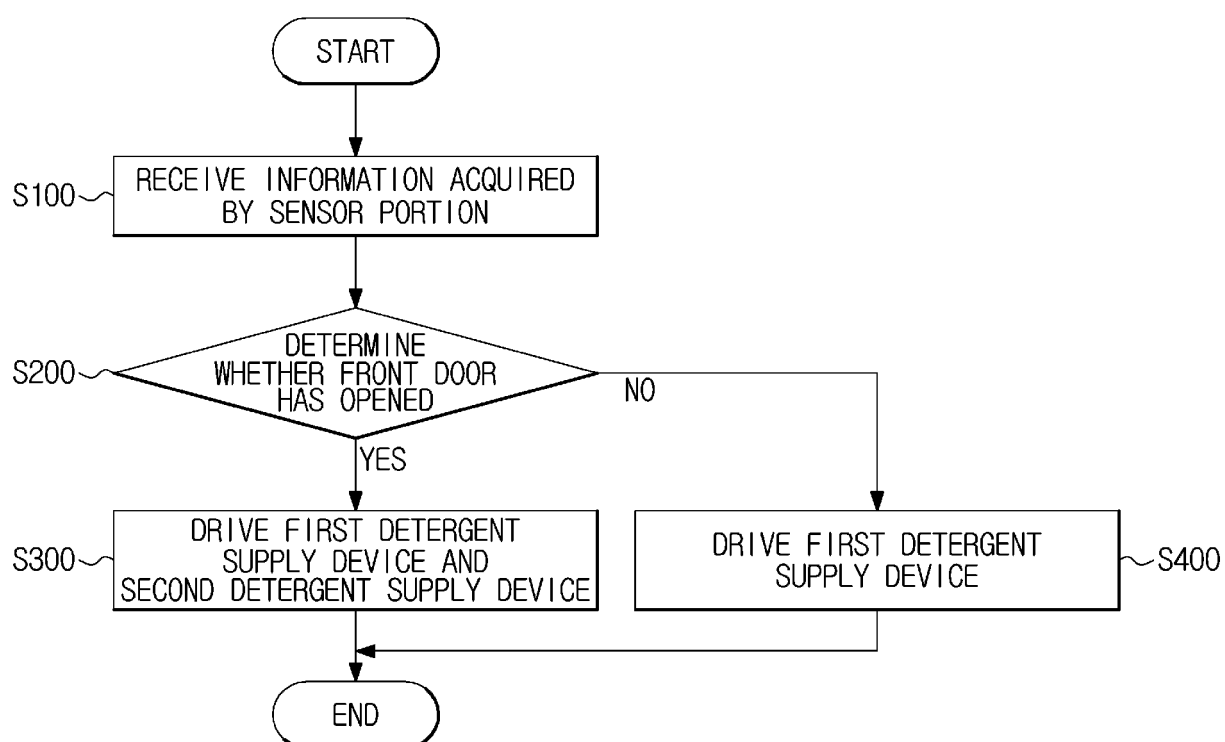 START
S100
RECEIVE INFORMATION ACQUIRED
BY SENSOR PORTION
S200
DETERMINE
WHETHER FRONT DOOR
HAS OPENED
NO
YES
S300
DRIVE FIRST DETERGENT
SUPPLY DEVICE AND
SECOND DETERGENT SUPPLY DEVICE
DRIVE FIRST DETERGENT
SUPPLY DEVICE
S400
END